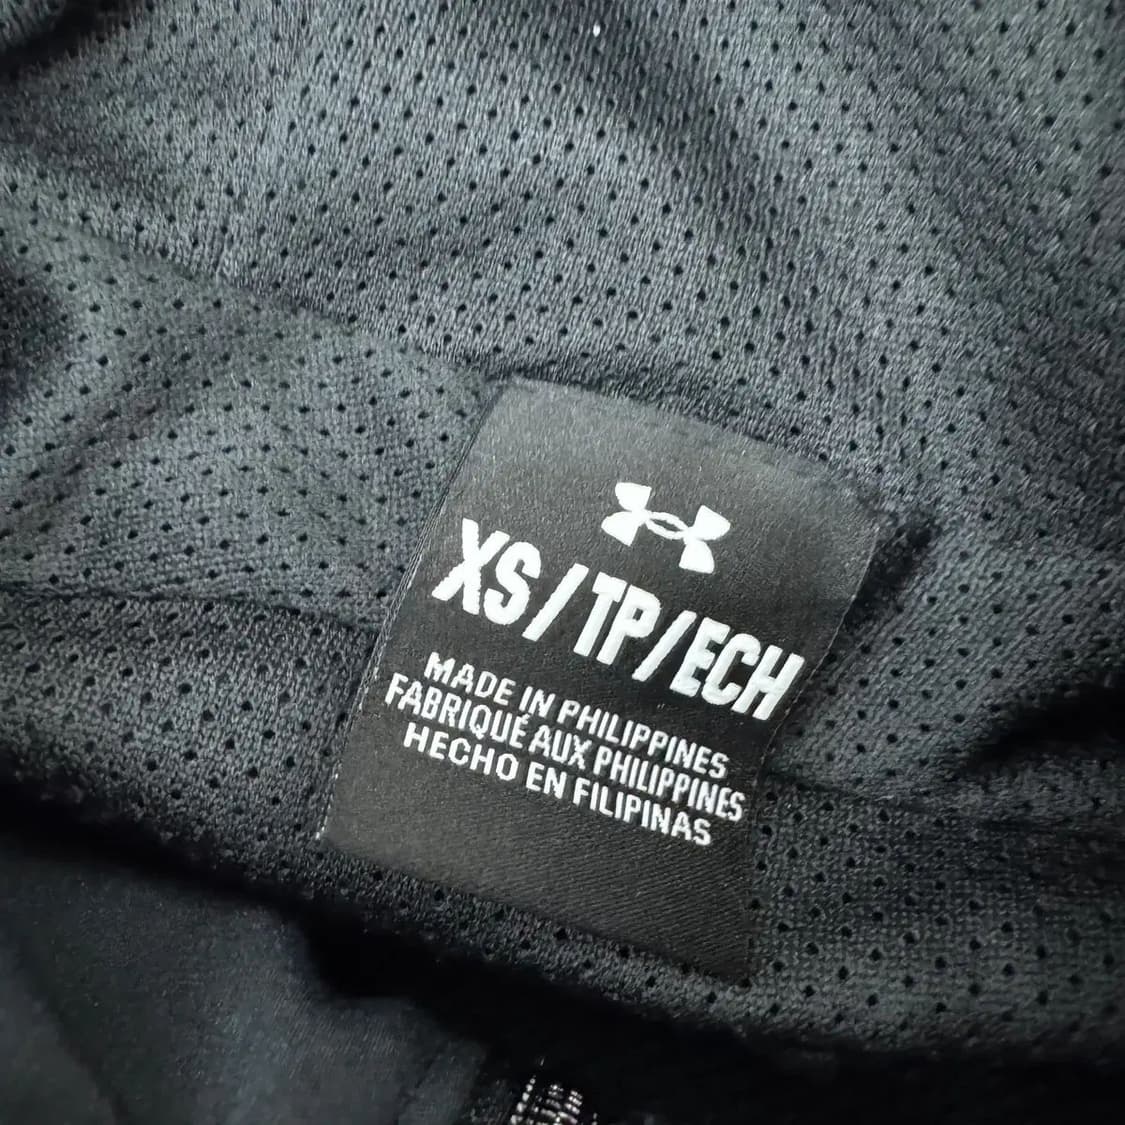 XS/TP/ECH
MADE IN PHILIPPINES
FABRIQUÉ AUX PHILIPPINES
HECHO EN FILIPINAS